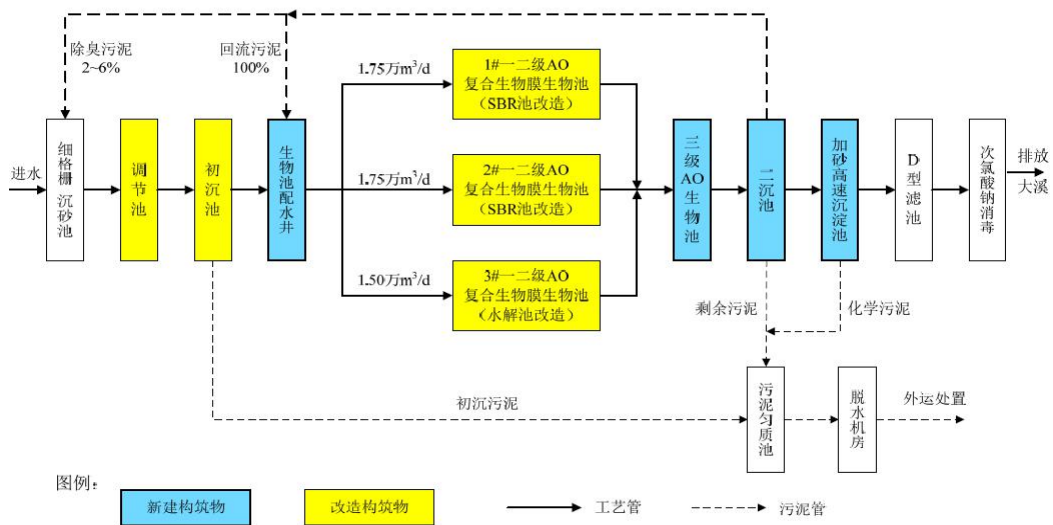 除臭污泥
2~6%
回流污泥
100%
1.75万m³/d
1#一二级AO
复合生物膜生物池
（SBR池改造）
进水
细格栅 沉砂池
调节池
初沉池
生物池配水井
1.75万m³/d
2#一二级AO
复合生物膜生物池
（SBR池改造）
三级AO生物池
二沉池
加砂高速沉淀池
D型滤池
次氯酸钠消毒
排放
大溪
1.50万m³/d
3#一二级AO
复合生物膜生物池
（水解池改造）
剩余污泥
化学污泥
初沉污泥
污泥匀质池
脱水机房
外运处置
图例：
新建构筑物
改造构筑物
工艺管
污泥管